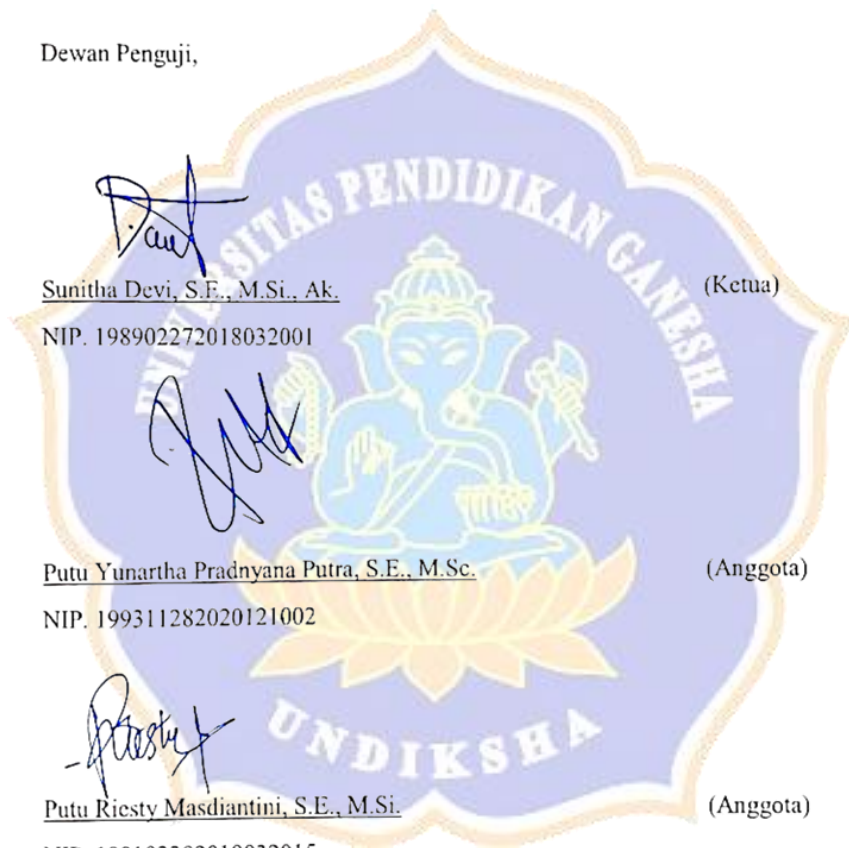 Dewan Penguji,
UNIVERSITAS PENDIDIKAN GANESHA
Sunitha Devi, S.E., M.Si., Ak. (Ketua)
NIP. 198902272018032001
Putu Yunartha Pradnyana Putra, S.E., M.Sc. (Anggota)
NIP. 199311282020121002
UNDIKSHA
Putu Riesty Masdiantini, S.E., M.Si. (Anggota)